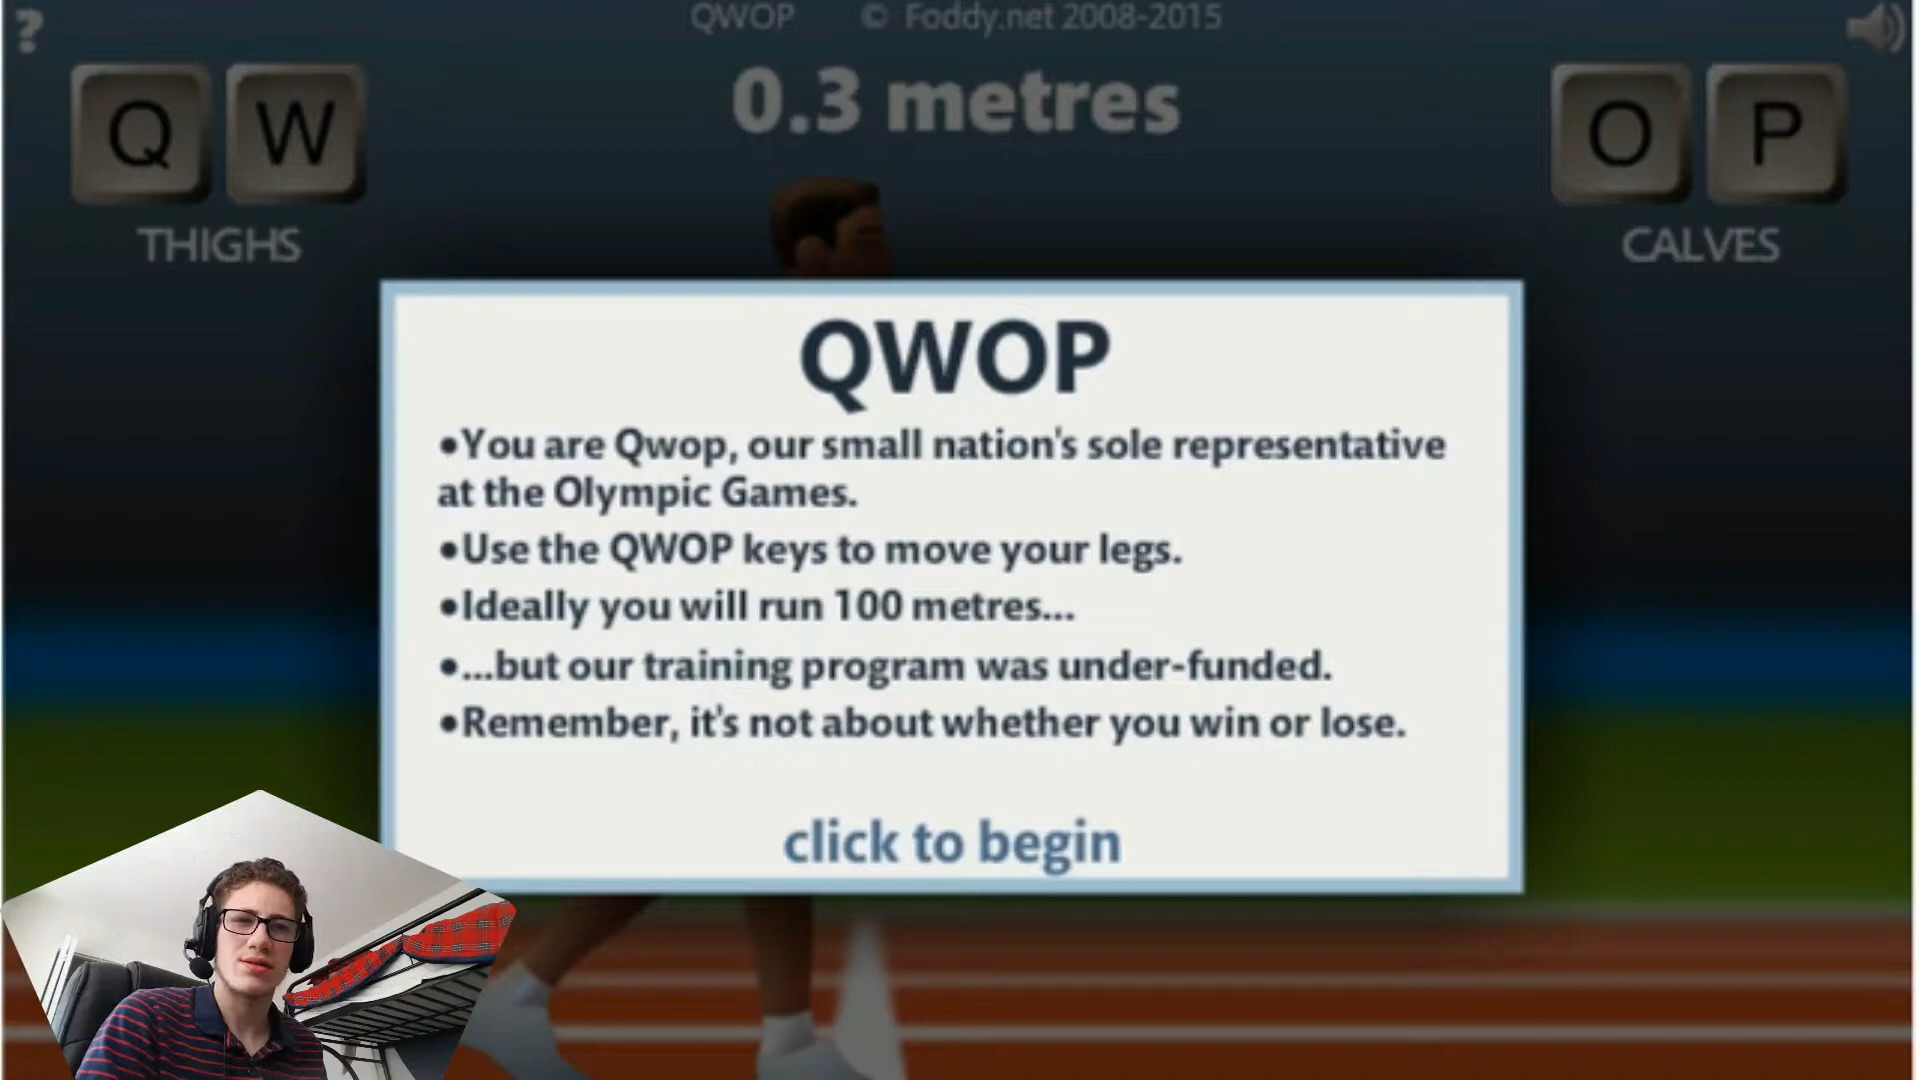 ?
QWOP © Foddy.net 2008-2015
0.3 metres
Q W
THIGHS
O P
CALVES
QWOP
•You are Qwop, our small nation's sole representative
at the Olympic Games.
•Use the QWOP keys to move your legs.
•Ideally you will run 100 metres...
•...but our training program was under-funded.
•Remember, it's not about whether you win or lose.
click to begin